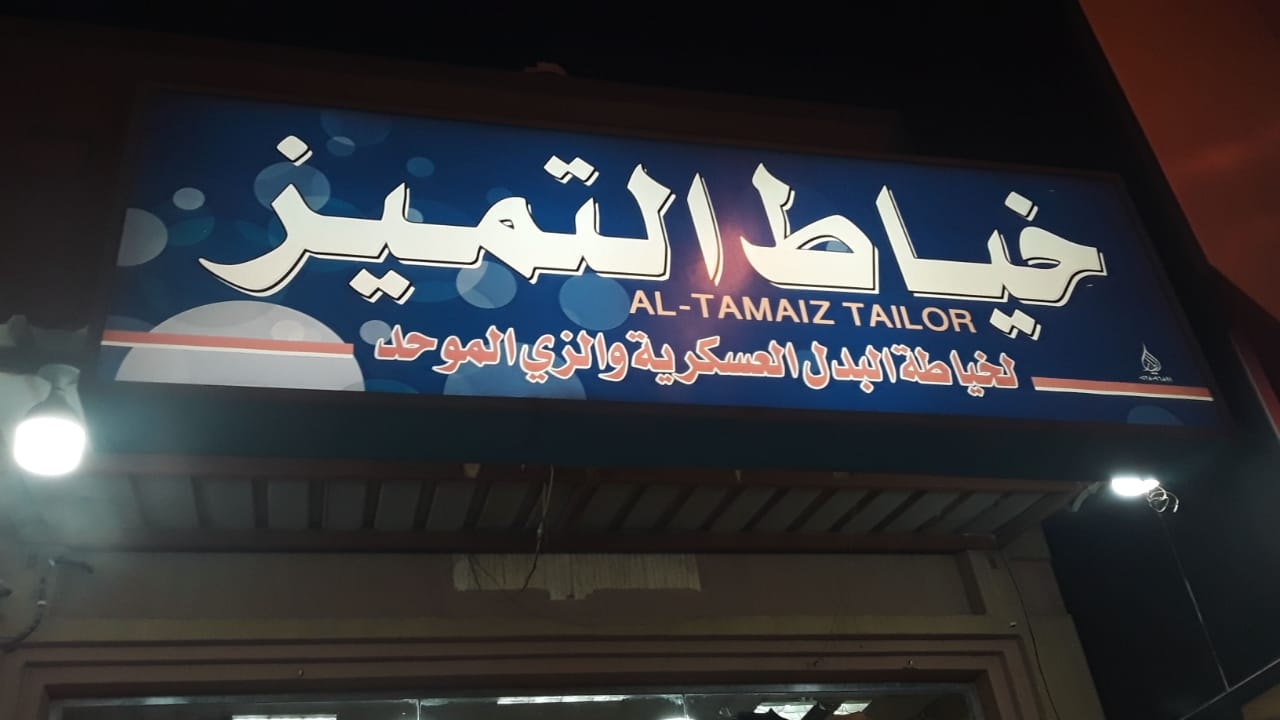 خياط التميز
AL-TAMAIZ TAILOR
لخياطة البدل العسكرية والزي الموحد